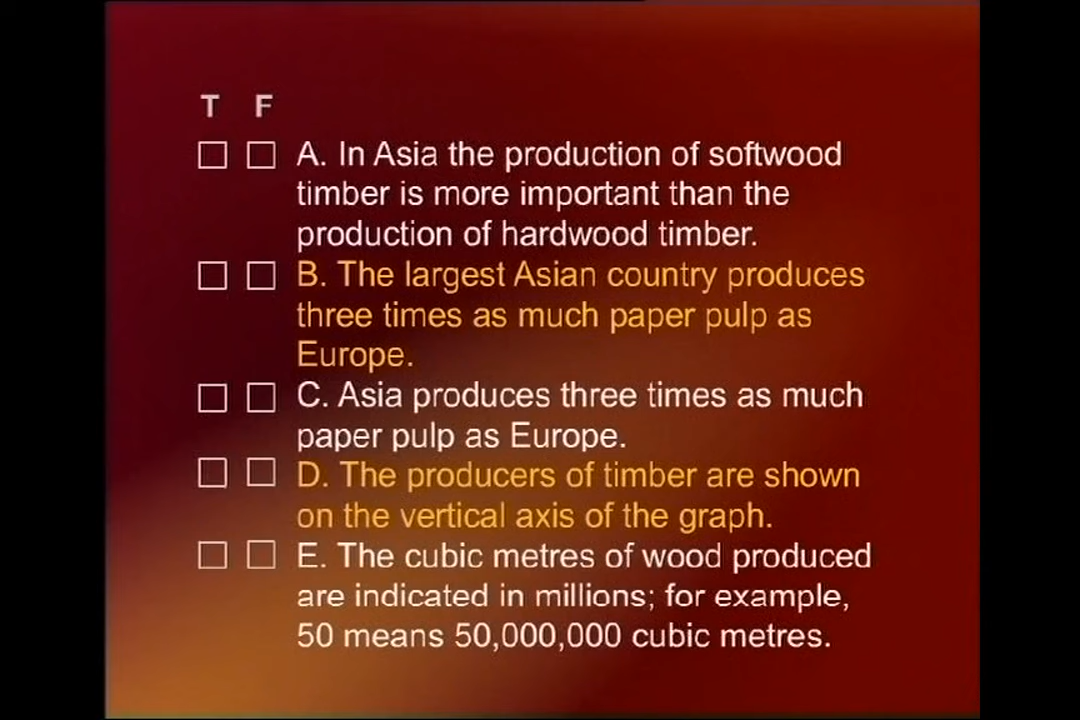 T F
A. In Asia the production of softwood
timber is more important than the
production of hardwood timber.
B. The largest Asian country produces
three times as much paper pulp as
Europe.
C. Asia produces three times as much
paper pulp as Europe.
D. The producers of timber are shown
on the vertical axis of the graph.
E. The cubic metres of wood produced
are indicated in millions; for example,
50 means 50,000,000 cubic metres.